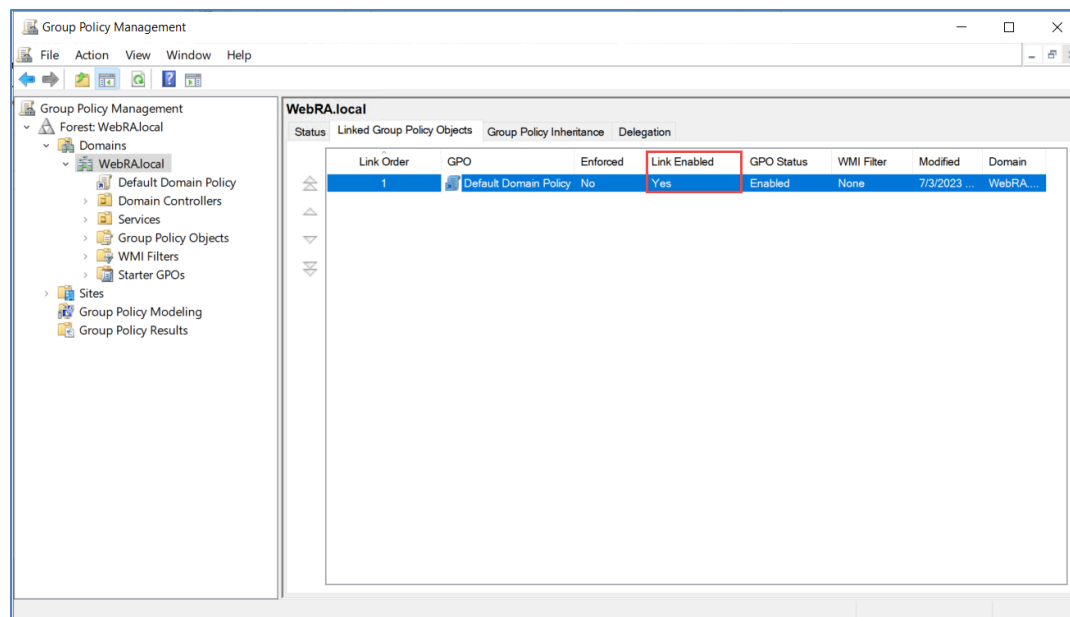 Group Policy Management
File Action View Window Help
Group Policy Management
Forest: WebRA.local
Domains
WebRA.local
Default Domain Policy
Domain Controllers
Services
Group Policy Objects
WMI Filters
Starter GPOs
Sites
Group Policy Modeling
Group Policy Results
WebRA.local
Status Linked Group Policy Objects Group Policy Inheritance Delegation
Link Order GPO Enforced Link Enabled GPO Status WMI Filter Modified Domain
1 Default Domain Policy No Yes Enabled None 7/3/2023 ... WebRA....